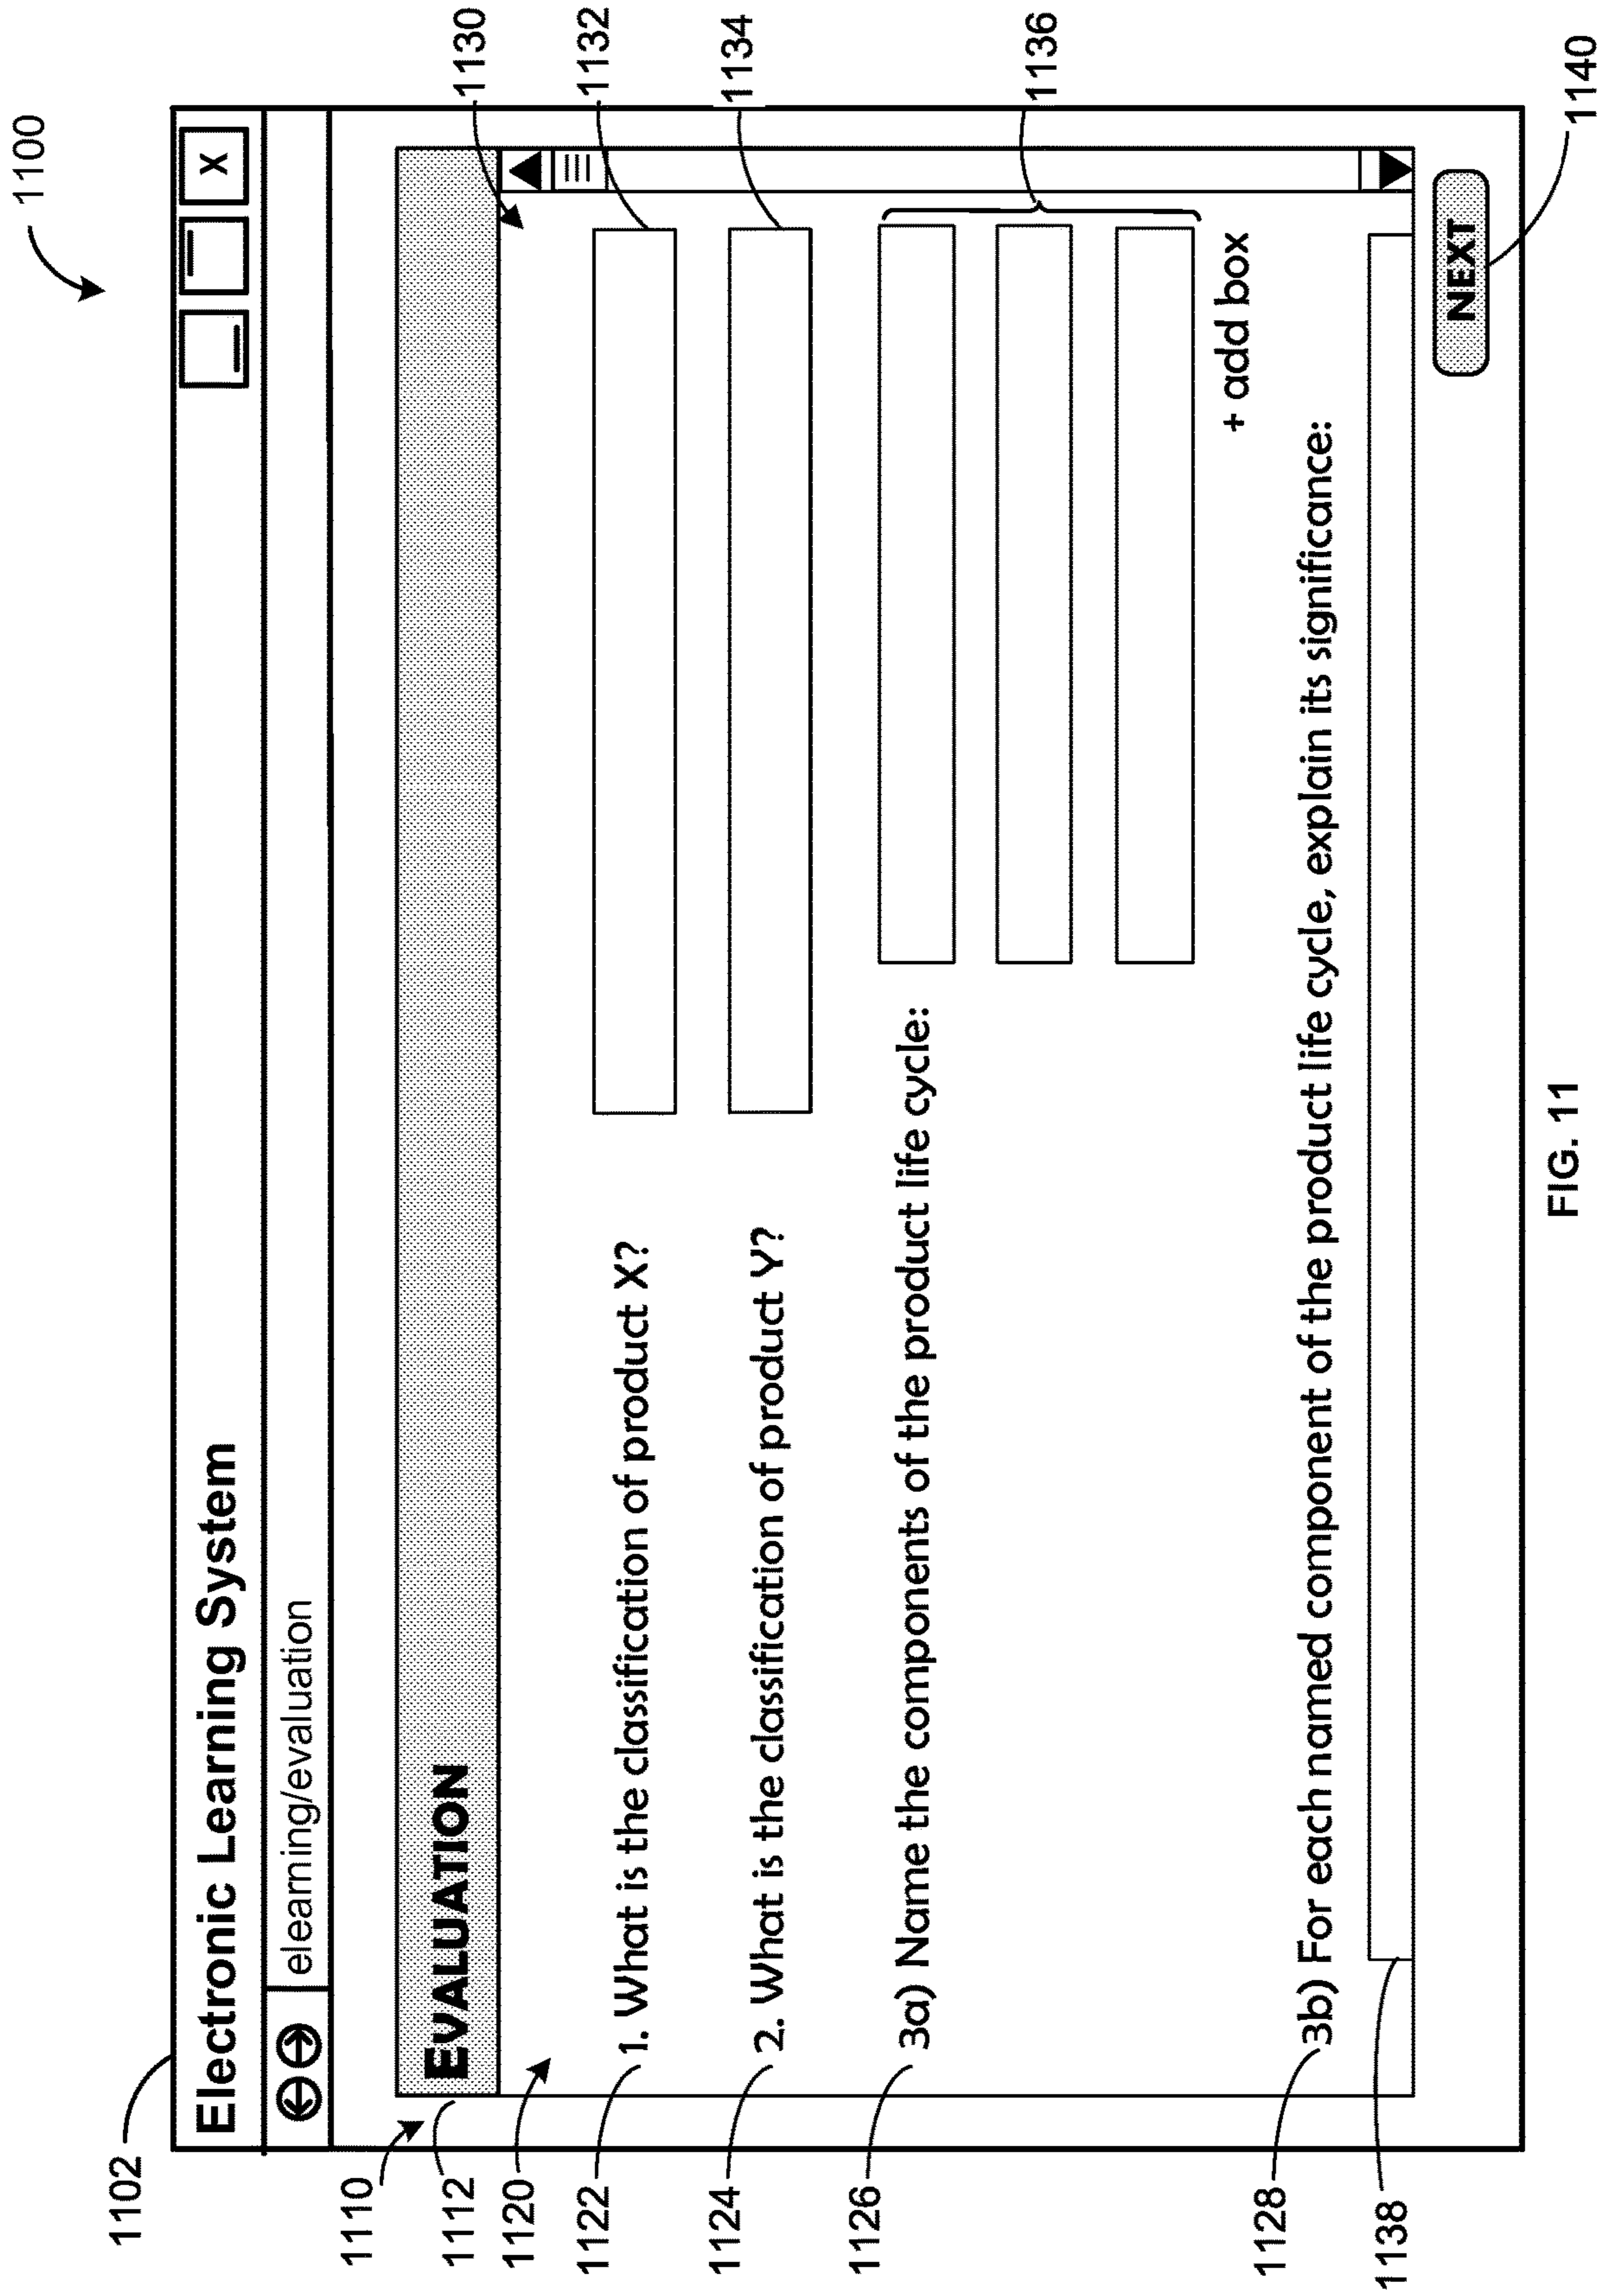 1100
1102
Electronic Learning System
X
elearning/evaluation
1110
1112
EVALUATION
1120
1130
1122
1. What is the classification of product X?
1132
1124
2. What is the classification of product Y?
1134
1126
3a) Name the components of the product life cycle:
1136
+ add box
1128
3b) For each named component of the product life cycle, explain its significance:
1138
NEXT
1140
FIG. 11